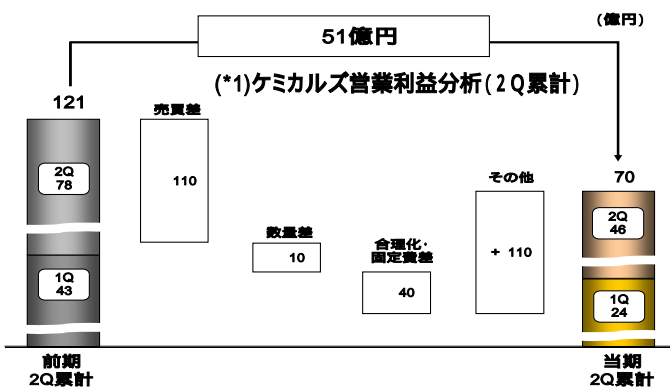 51億円
(億円)
(*1)ケミカルズ営業利益分析(2Q累計)
121
売買差
2Q
78
110
1Q
43
数量差
10
合理化・
固定費差
40
その他
+ 110
70
2Q
46
1Q
24
前期
2Q累計
当期
2Q累計